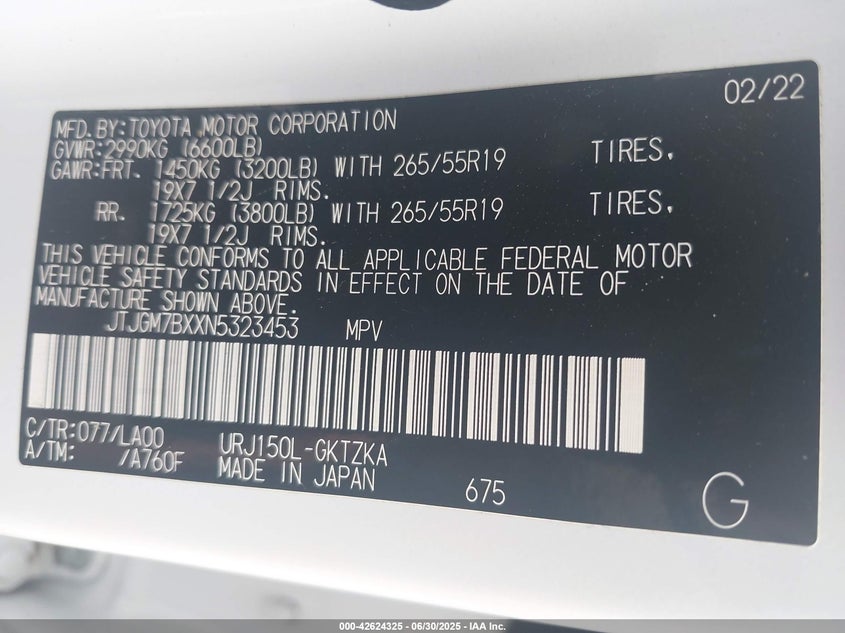 02/22
MFD.BY:TOYOTA MOTOR CORPORATION
GVWR:2990KG (6600LB)
GAWR:FRT. 1450KG (3200LB) WITH 265/55R19 TIRES.
19X7 1/2J RIMS.
RR. 1725KG (3800LB) WITH 265/55R19 TIRES.
19X7 1/2J RIMS.
THIS VEHICLE CONFORMS TO ALL APPLICABLE FEDERAL MOTOR
VEHICLE SAFETY STANDARDS IN EFFECT ON THE DATE OF
MANUFACTURE SHOWN ABOVE.
JTJGM7BXXN5323453 MPV
C/TR:077/LA00 URJ150L-GKTZKA
A/TM: /A760F MADE IN JAPAN
675
G
000-42624325 - 06/30/2025 - IAA Inc.